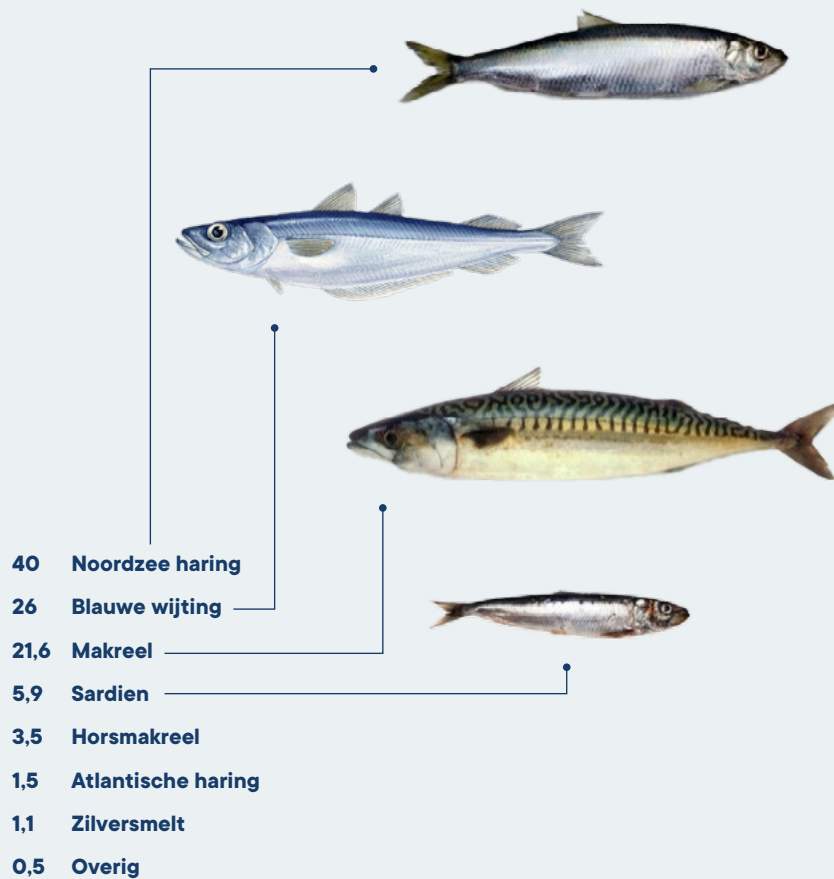 40 Noordzee haring
26 Blauwe wijting
21,6 Makreel
5,9 Sardien
3,5 Horsmakreel
1,5 Atlantische haring
1,1 Zilversmelt
0,5 Overig